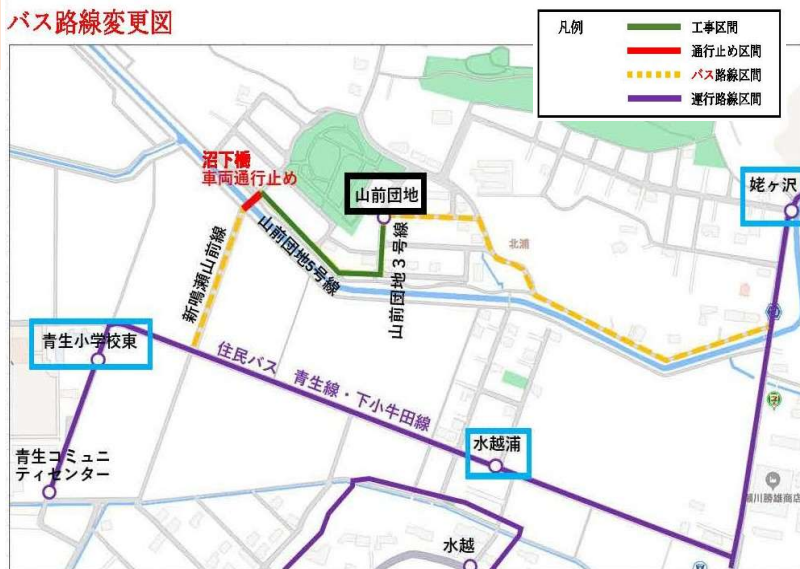 バス路線変更図
凡例
工事区間
通行止め区間
バス路線区間
運行路線区間
沼下橋
車両通行止め
山前団地
姥ヶ沢
北浦
山前団地5号線
山前団地3号線
新鳴瀬山前線
青生小学校東
住民バス 青生線・下小牛田線
水越浦
青生コミュニ
ティセンター
水越